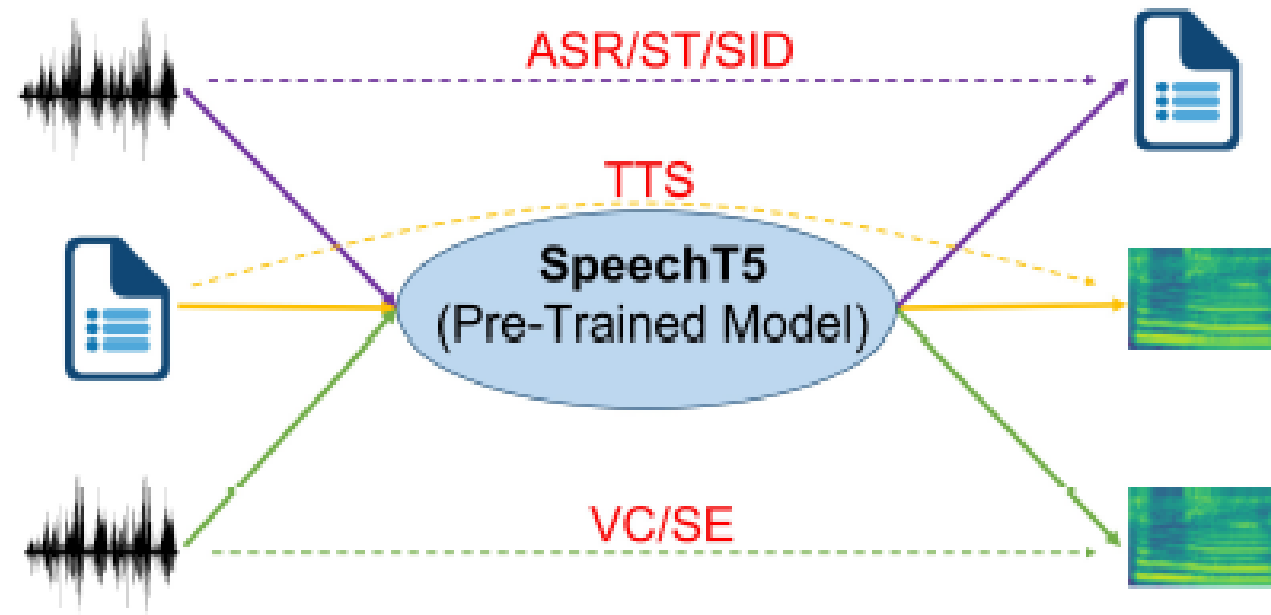 ASR/ST/SID
TTS
SpeechT5
(Pre-Trained Model)
VC/SE